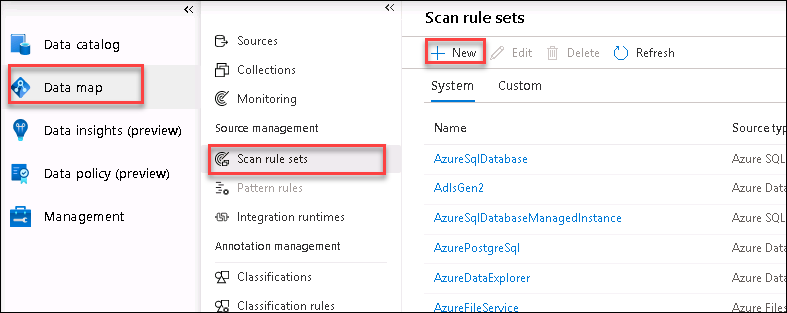 «
Data catalog
Data map
Data insights (preview)
Data policy (preview)
Management
«
Sources
Collections
Monitoring
Source management
Scan rule sets
Pattern rules
Integration runtimes
Annotation management
Classifications
Classification rules
Scan rule sets
+ New Edit Delete Refresh
System Custom
Name Source typ
AzureSqlDatabase Azure SQL
AdlsGen2 Azure Data
AzureSqlDatabaseManagedInstance Azure SQL
AzurePostgreSql Azure Data
AzureDataExplorer Azure Data
AzureFileService Azure Files